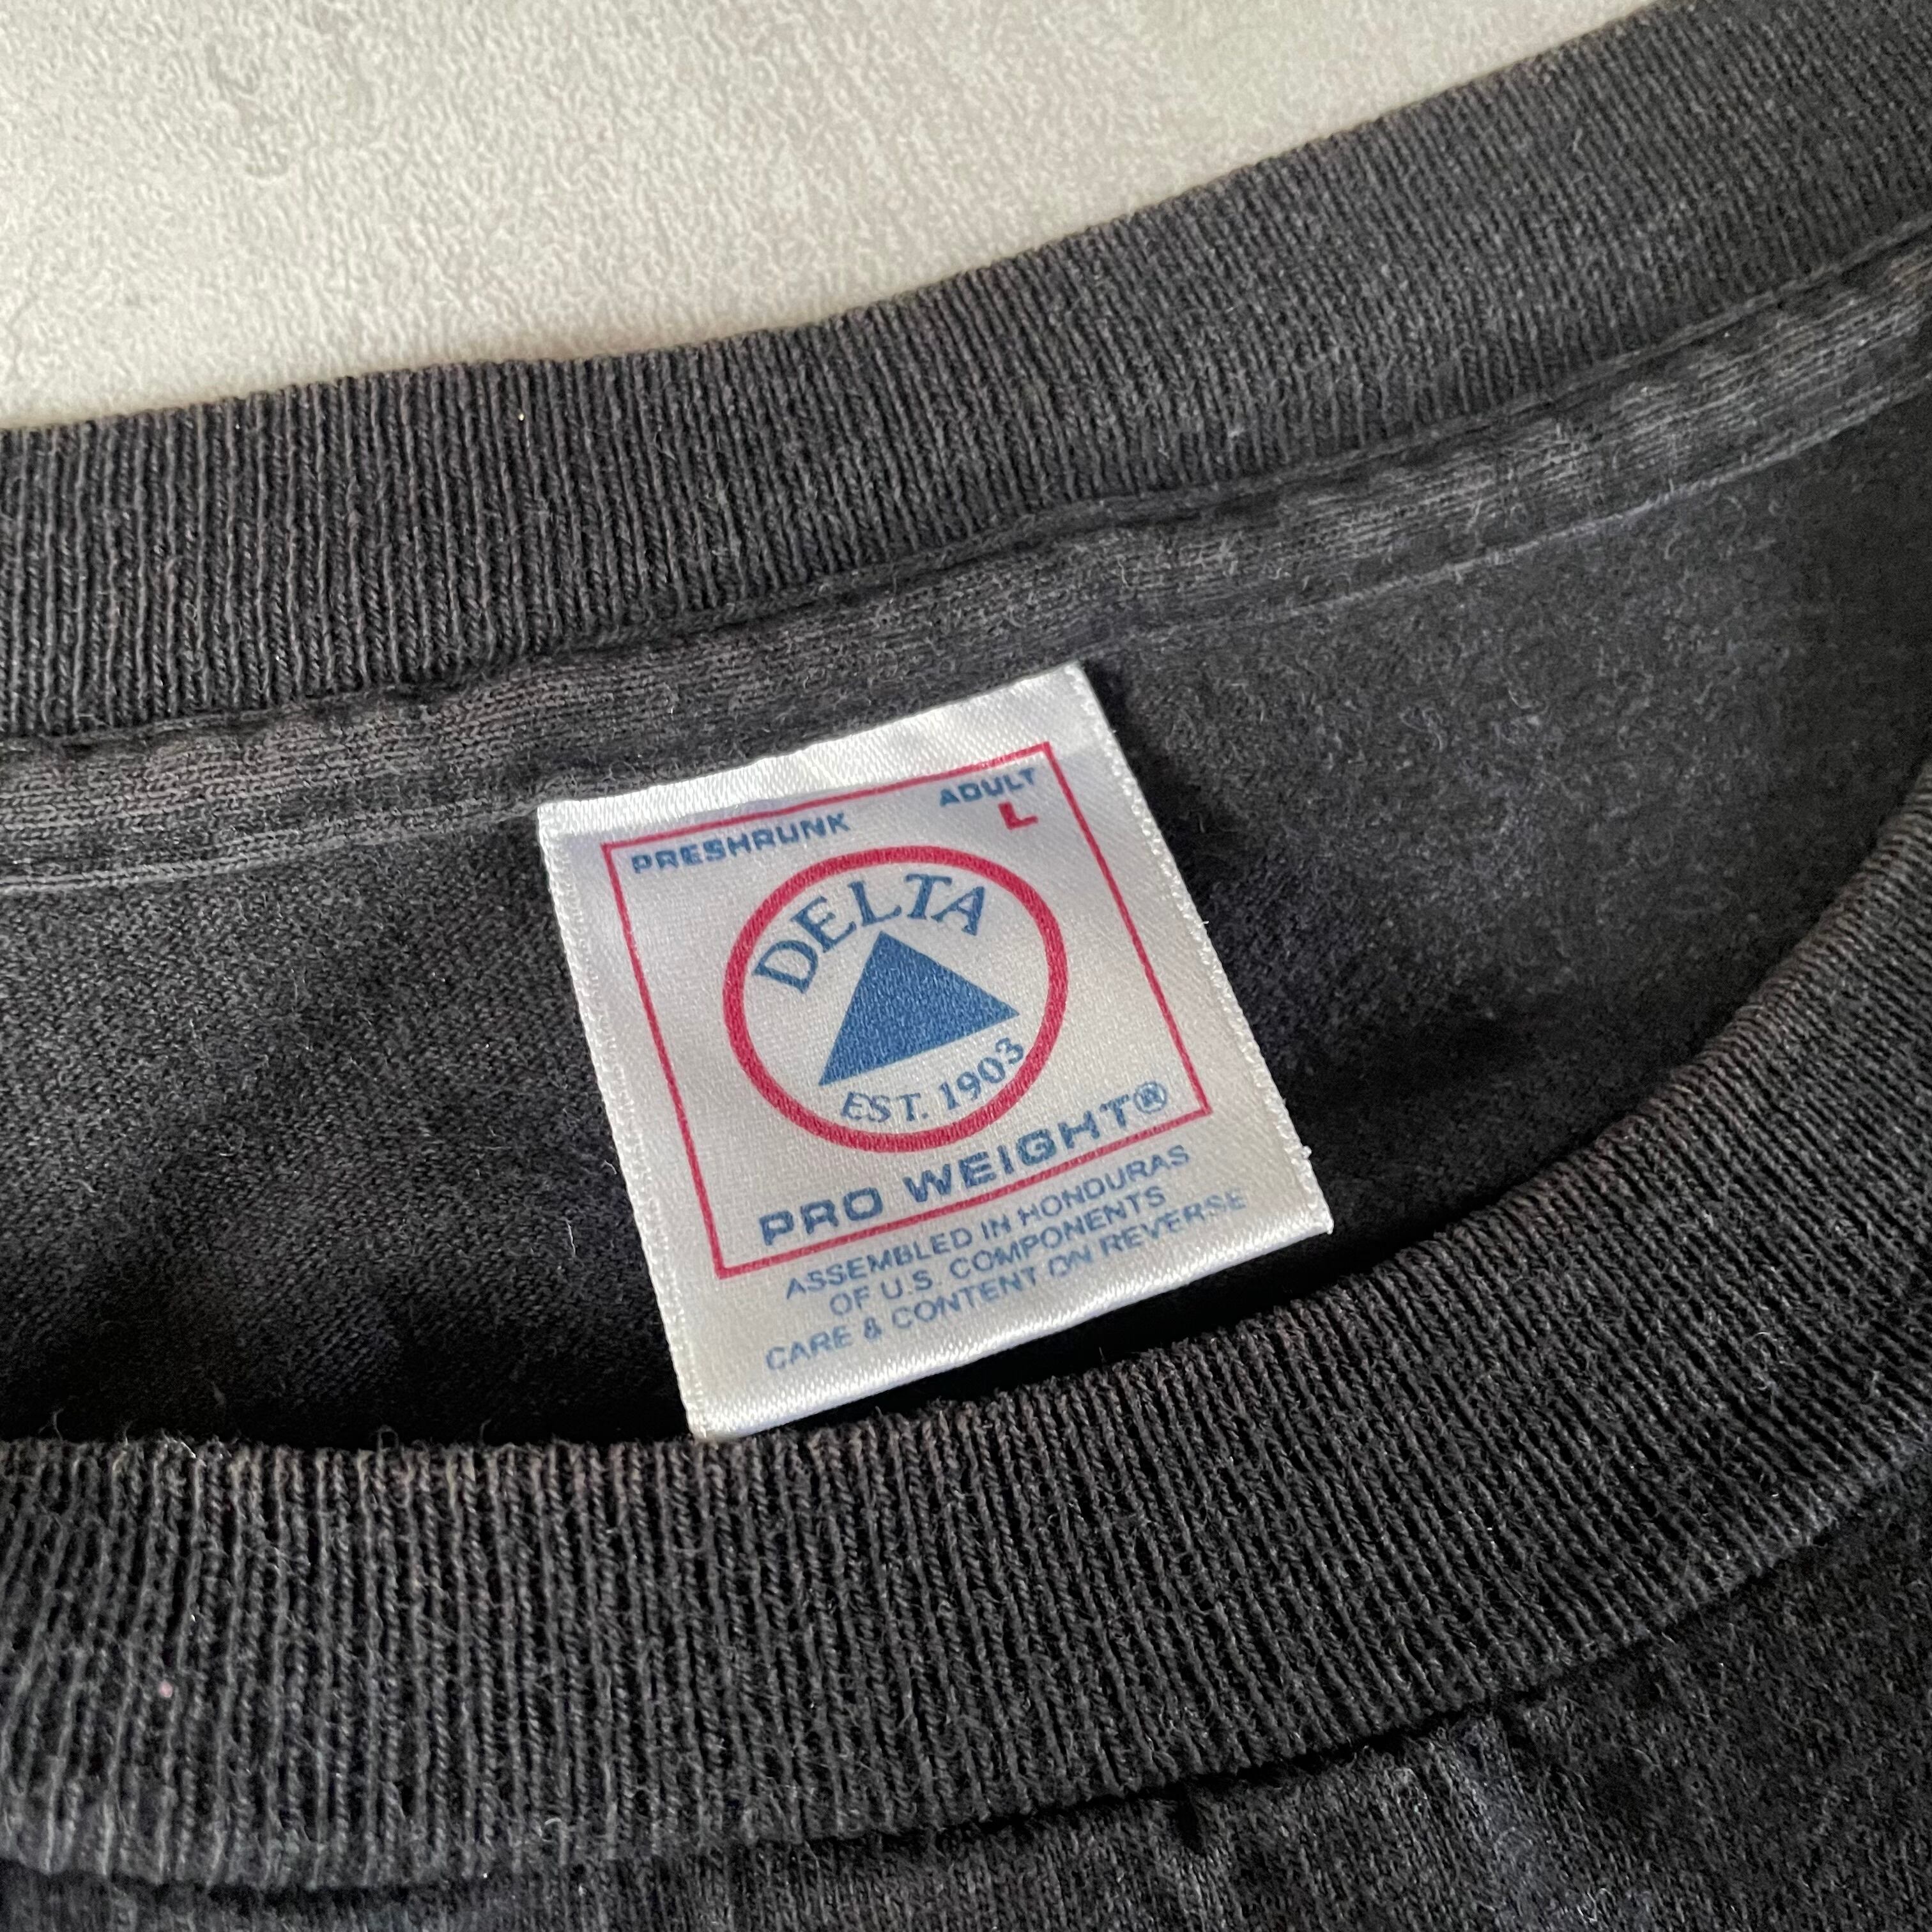 PRESHRUNK ADULT
L
DELTA
EST. 1903
PRO WEIGHT®
ASSEMBLED IN HONDURAS
OF U.S. COMPONENTS
CARE & CONTENT ON REVERSE